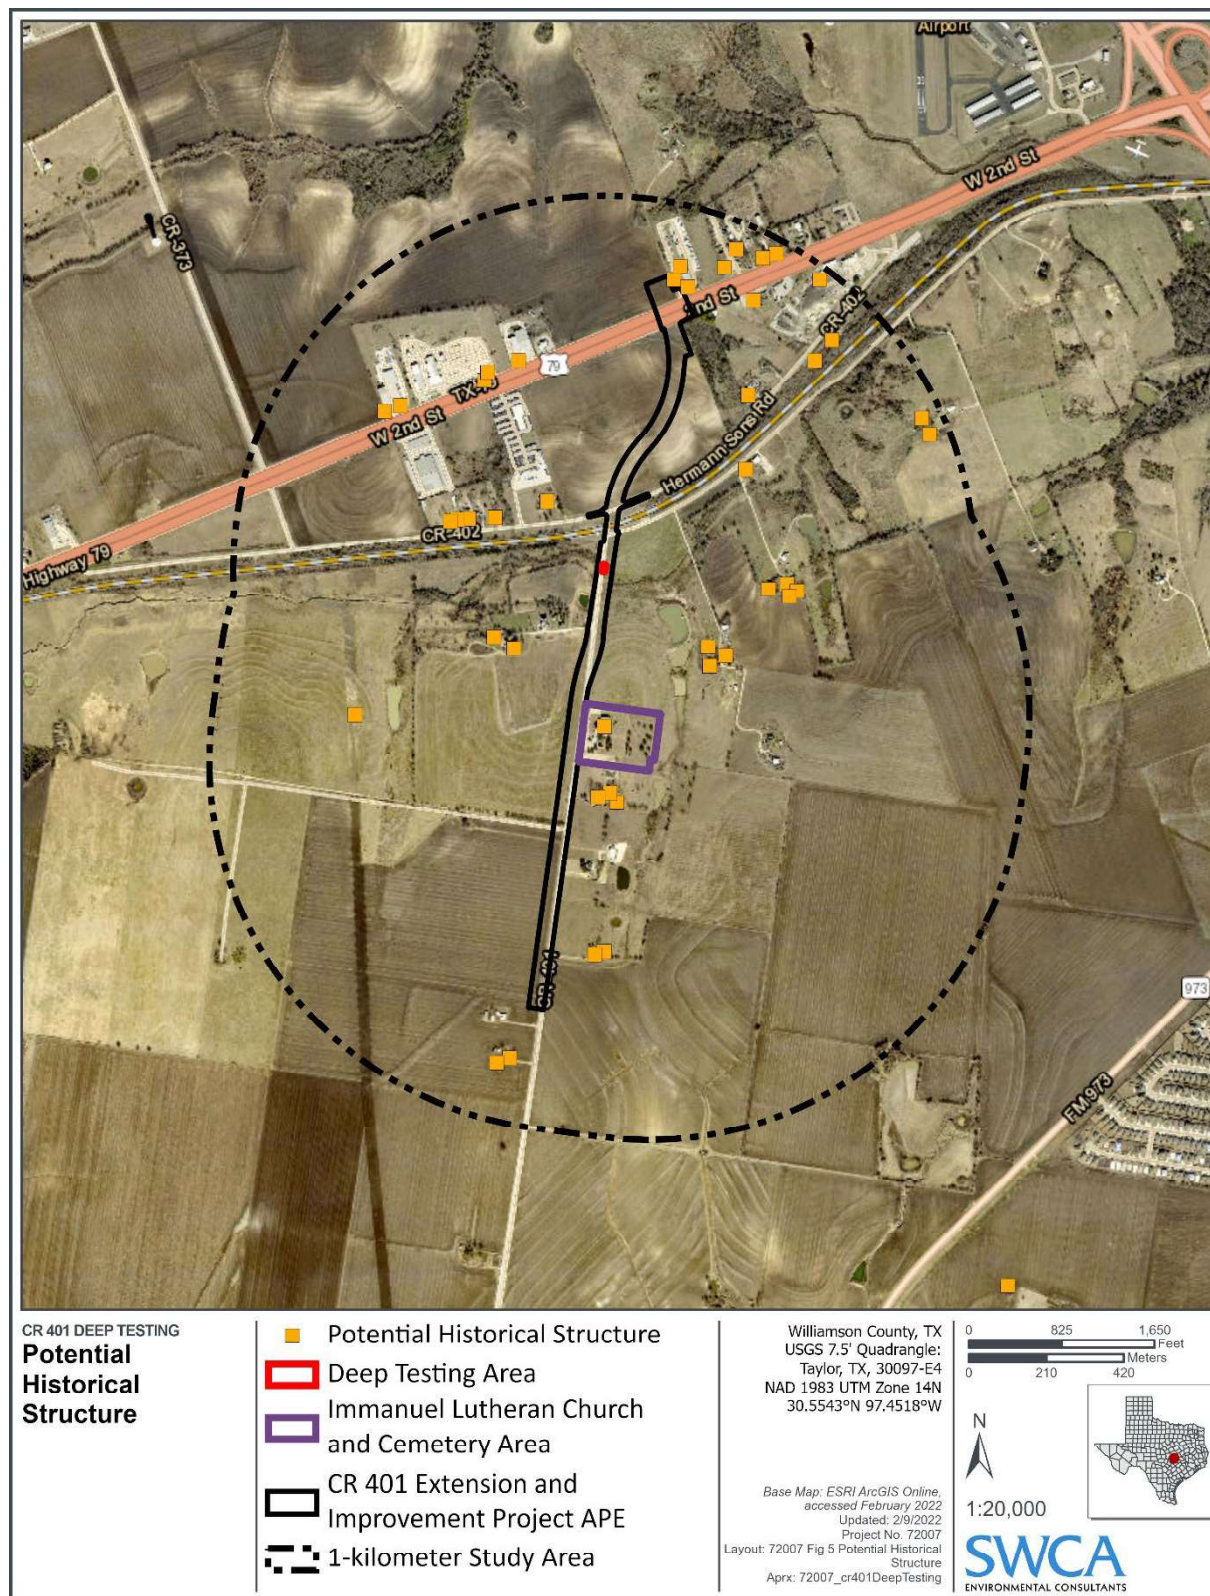 Airport
W 2nd St
CR-373
2nd St
CR-402
79
TX-79
W 2nd St
Hermann Sons Rd
CR-402
Highway 79
CR-401
973
FM 973
CR 401 DEEP TESTING
Potential
Historical
Structure
Potential Historical Structure
Deep Testing Area
Immanuel Lutheran Church
and Cemetery Area
CR 401 Extension and
Improvement Project APE
1-kilometer Study Area
Williamson County, TX
USGS 7.5' Quadrangle:
Taylor, TX, 30097-E4
NAD 1983 UTM Zone 14N
30.5543°N 97.4518°W
Base Map: ESRI ArcGIS Online,
accessed February 2022
Updated: 2/9/2022
Project No. 72007
Layout: 72007 Fig 5 Potential Historical
Structure
Aprx: 72007_cr401DeepTesting
0 825 1,650
Feet
Meters
0 210 420
N
1:20,000
SWCA
ENVIRONMENTAL CONSULTANTS